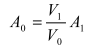 A₀ = V₁/V₀ A₁